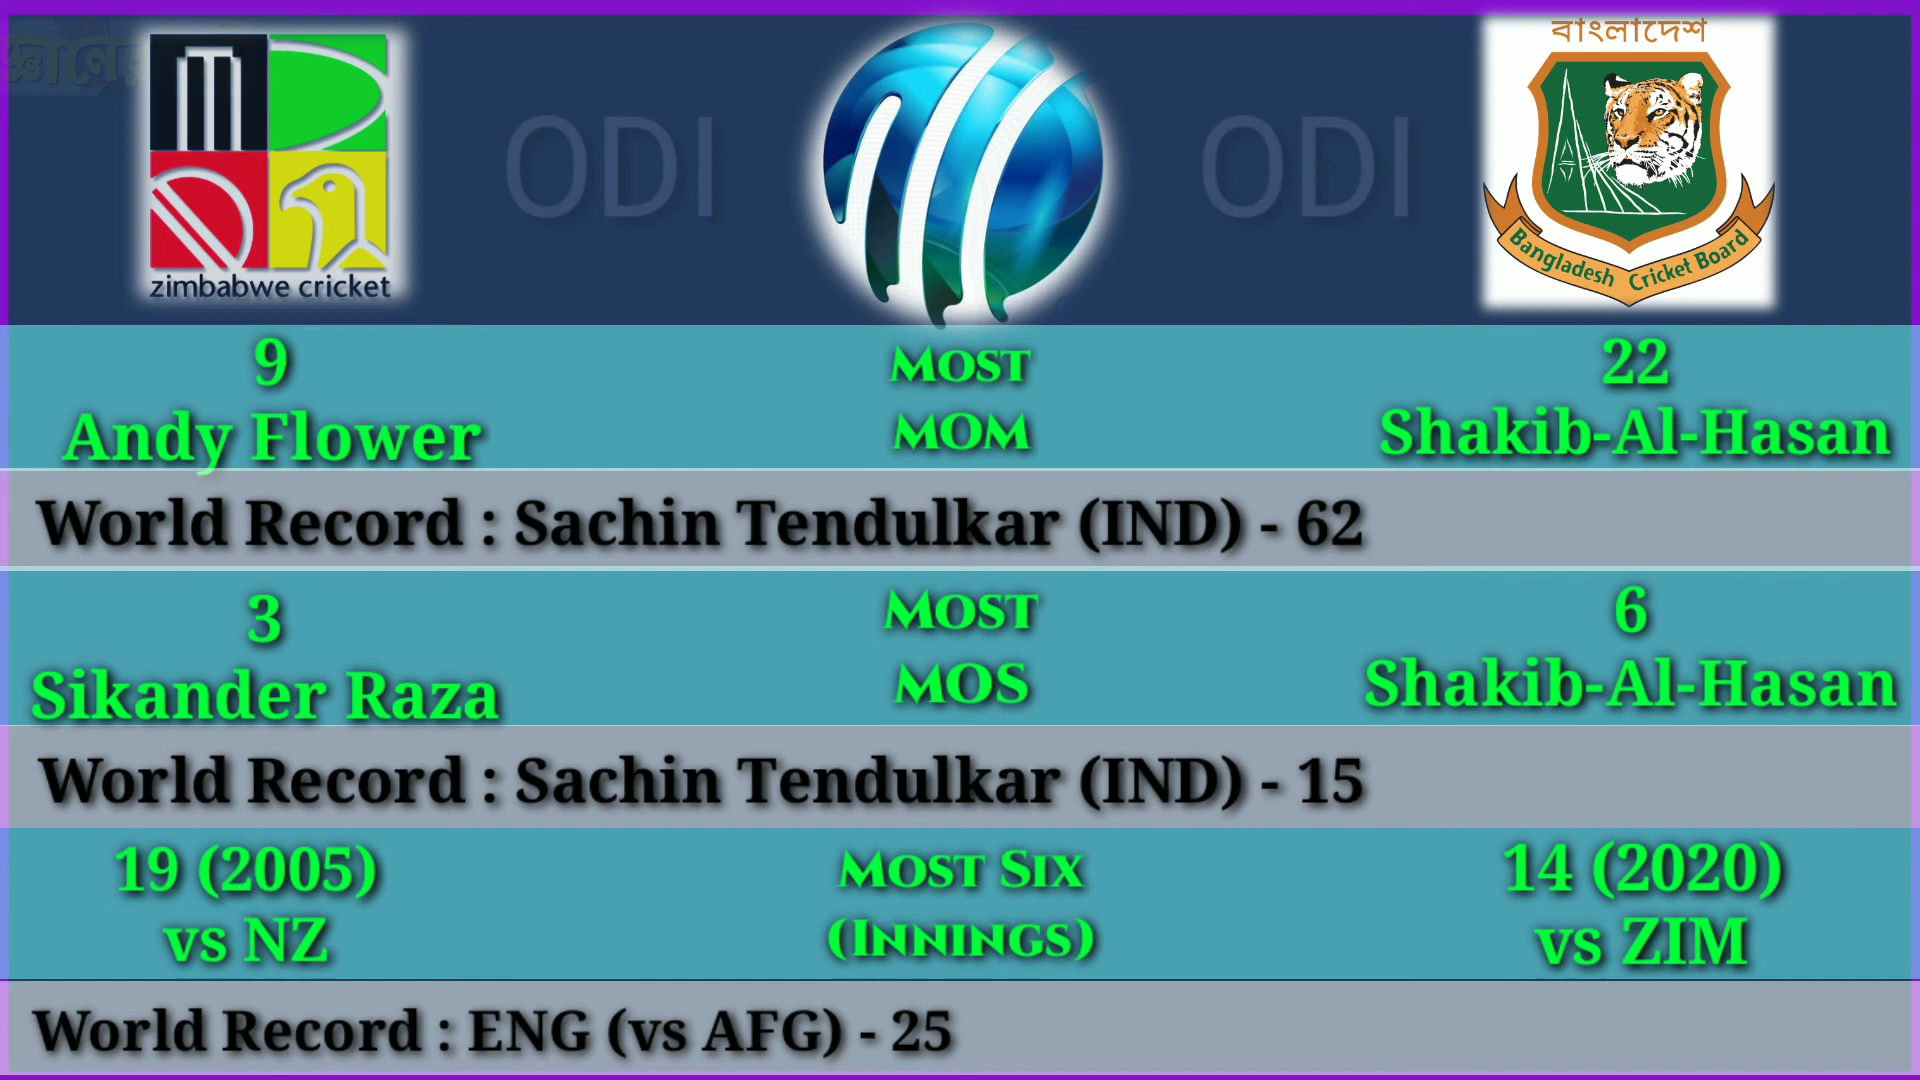 বাংলাদেশ
zimbabwe cricket
ODI
ODI
Bangladesh Cricket Board
9
Andy Flower
Most
MOM
22
Shakib-Al-Hasan
World Record : Sachin Tendulkar (IND) - 62
3
Sikander Raza
Most
MOS
6
Shakib-Al-Hasan
World Record : Sachin Tendulkar (IND) - 15
19 (2005)
vs NZ
Most Six
(Innings)
14 (2020)
vs ZIM
World Record : ENG (vs AFG) - 25